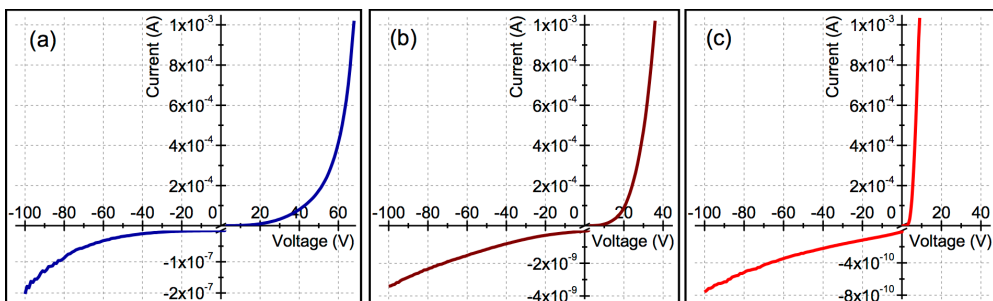 (a)
Current (A)
1x10⁻³
8x10⁻⁴
6x10⁻⁴
4x10⁻⁴
2x10⁻⁴
-100 -80 -60 -40 -20 0 20 40 60
Voltage (V)
-1x10⁻⁷
-2x10⁻⁷
(b)
Current (A)
1x10⁻³
8x10⁻⁴
6x10⁻⁴
4x10⁻⁴
2x10⁻⁴
-100 -80 -60 -40 -20 0 20 40
Voltage (V)
-2x10⁻⁹
-4x10⁻⁹
(c)
Current (A)
1x10⁻³
8x10⁻⁴
6x10⁻⁴
4x10⁻⁴
2x10⁻⁴
-100 -80 -60 -40 -20 0 20 40
Voltage (V)
-4x10⁻¹⁰
-8x10⁻¹⁰